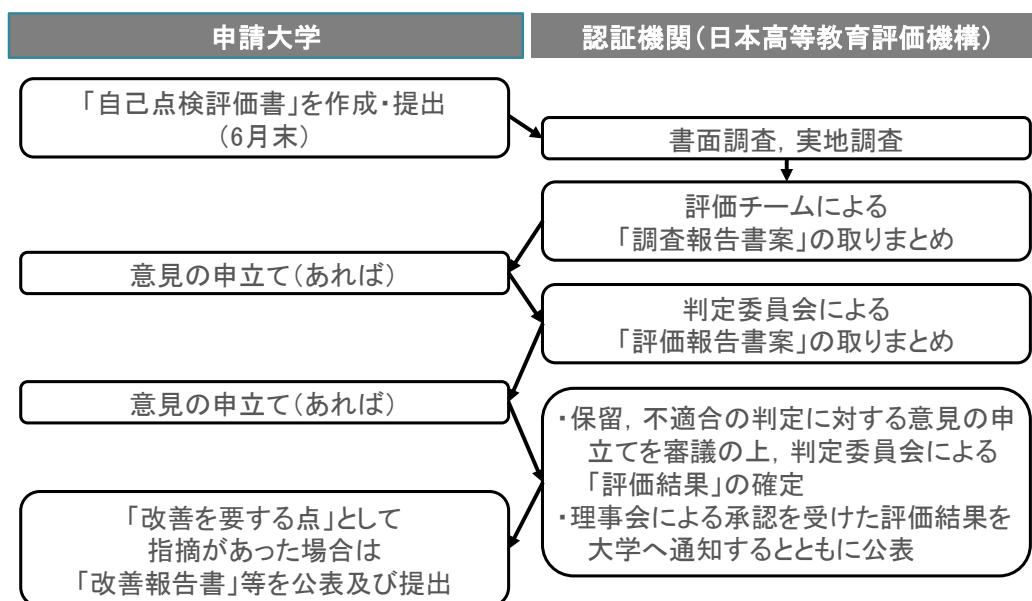 申請大学
認証機関(日本高等教育評価機構)
「自己点検評価書」を作成・提出
(6月末)
書面調査, 実地調査
評価チームによる
「調査報告書案」の取りまとめ
意見の申立て(あれば)
判定委員会による
「評価報告書案」の取りまとめ
意見の申立て(あれば)
・保留, 不適合の判定に対する意見の申
立てを審議の上, 判定委員会による
「評価結果」の確定
・理事会による承認を受けた評価結果を
大学へ通知するとともに公表
「改善を要する点」として
指摘があった場合は
「改善報告書」等を公表及び提出